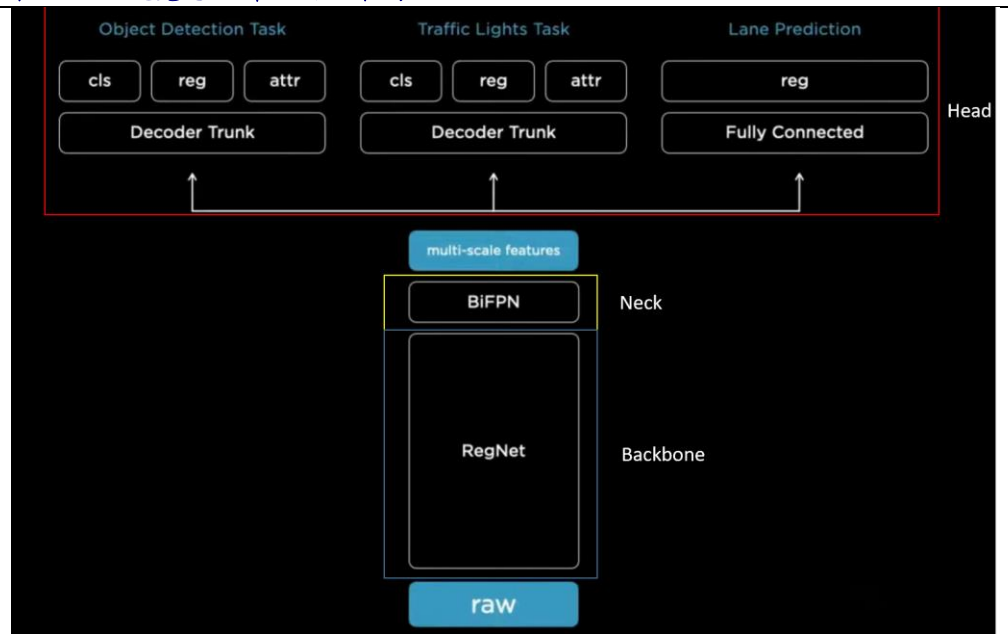 Object Detection Task
Traffic Lights Task
Lane Prediction
cls
reg
attr
cls
reg
attr
reg
Decoder Trunk
Decoder Trunk
Fully Connected
Head
multi-scale features
BiFPN
Neck
RegNet
Backbone
raw